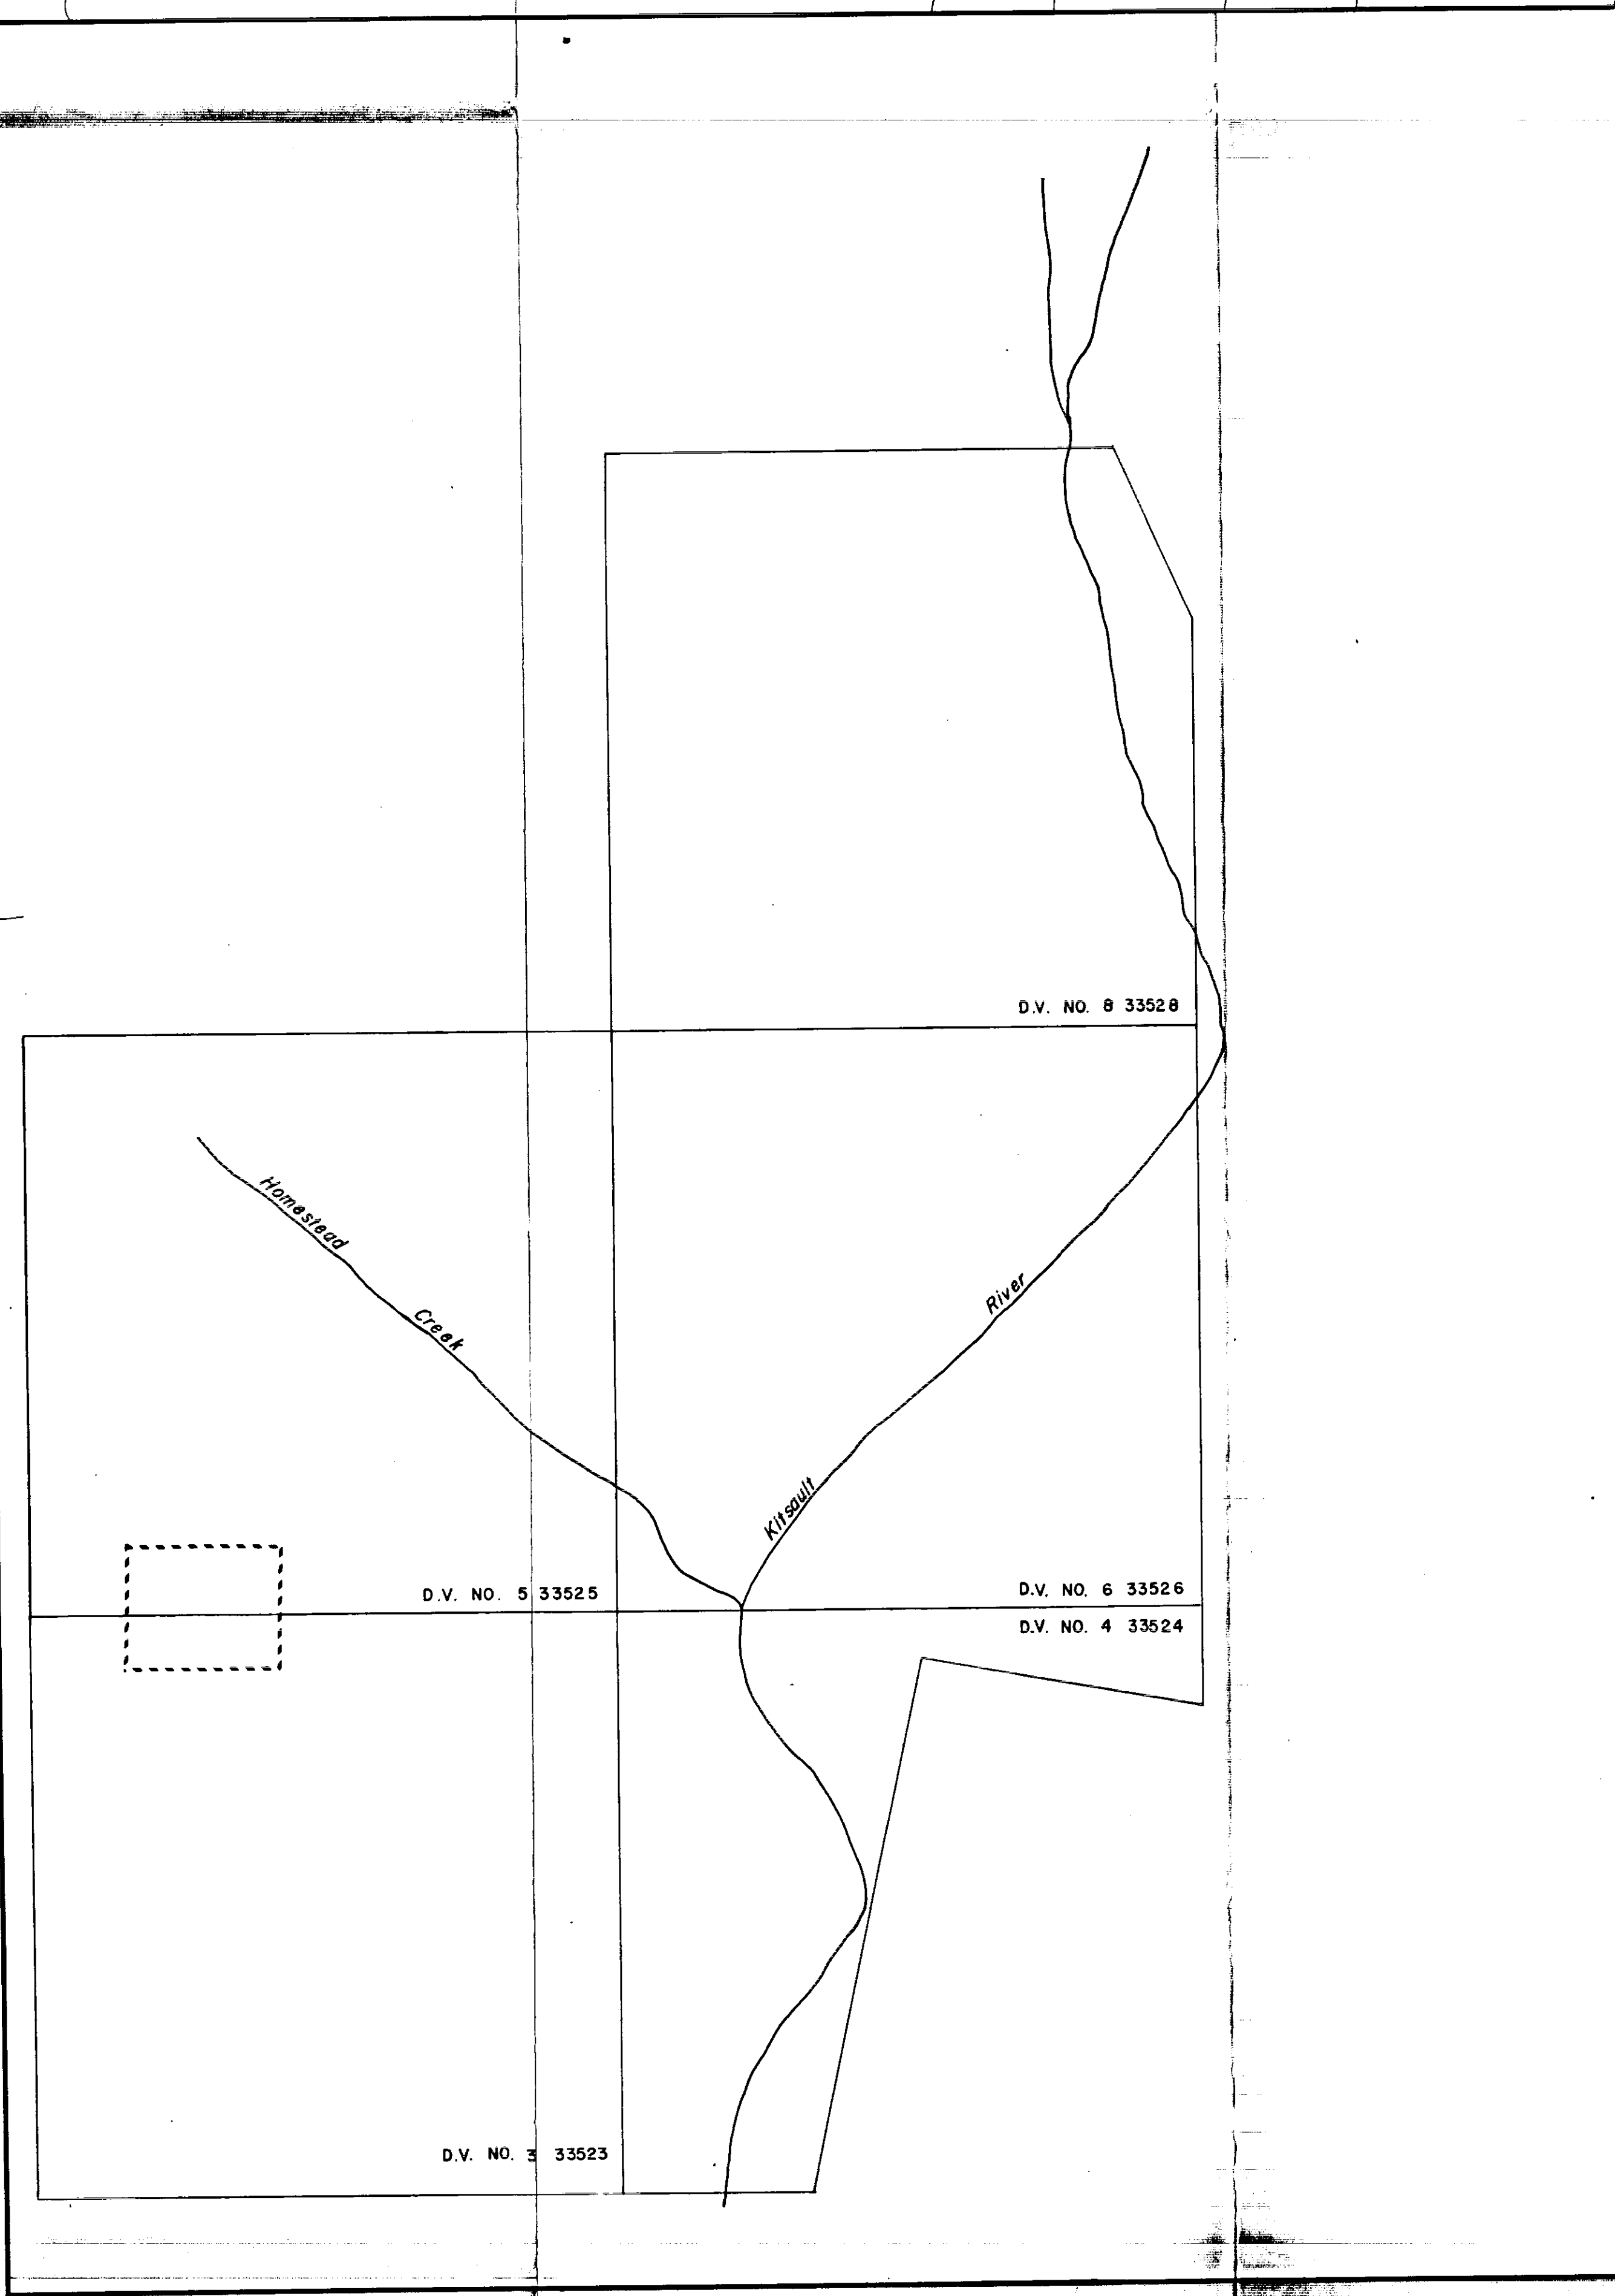 D.V. NO. 8 33528
Homestead
Creek
River
Kitsault
D.V. NO. 5 33525
D.V. NO. 6 33526
D.V. NO. 4 33524
D.V. NO. 3 33523